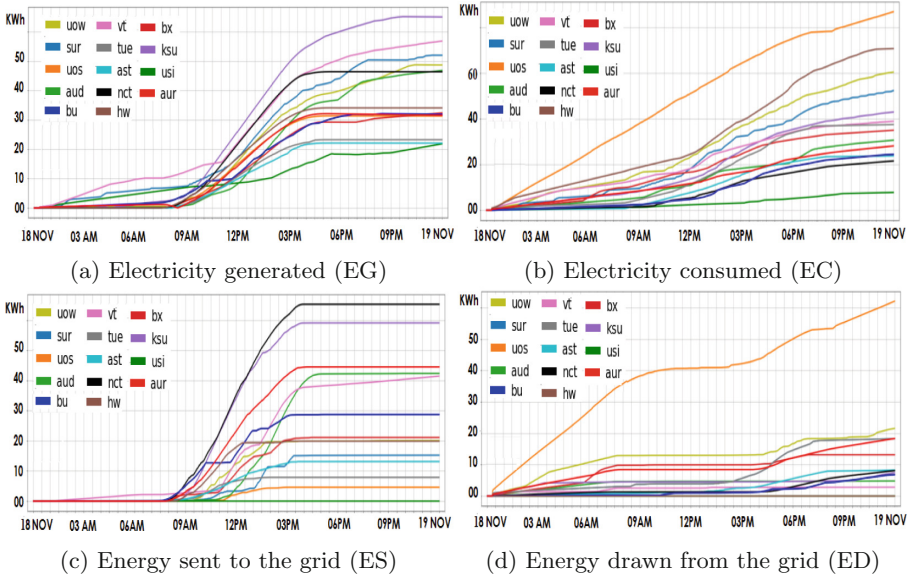 KWh
uow vt bx
sur tue ksu
uos ast usi
aud nct aur
bu hw
50
40
30
20
10
00
18 NOV 03 AM 06AM 09AM 12PM 03PM 06PM 09PM 19 NOV
(a) Electricity generated (EG)
KWh
uow vt bx
sur tue ksu
uos ast usi
aud nct aur
bu hw
80
60
40
20
00
18 NOV 03 AM 06AM 09AM 12PM 03PM 06PM 09PM 19 NOV
(b) Electricity consumed (EC)
KWh
uow vt bx
sur tue ksu
uos ast usi
aud nct aur
bu hw
50
40
30
20
10
00
18 NOV 03 AM 06AM 09AM 12PM 03PM 06PM 09PM 19 NOV
(c) Energy sent to the grid (ES)
KWh
uow vt bx
sur tue ksu
uos ast usi
aud nct aur
bu hw
50
40
30
20
10
00
18 NOV 03 AM 06AM 09AM 12PM 03PM 06PM 09PM 19 NOV
(d) Energy drawn from the grid (ED)